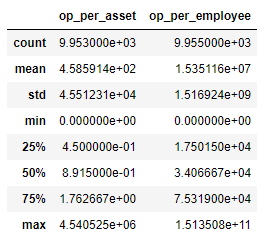 op_per_asset op_per_employee
count 9.953000e+03 9.955000e+03
mean 4.585914e+02 1.535116e+07
std 4.551231e+04 1.516924e+09
min 0.000000e+00 0.000000e+00
25% 4.500000e-01 1.750150e+04
50% 8.915000e-01 3.406667e+04
75% 1.762667e+00 7.531900e+04
max 4.540525e+06 1.513508e+11